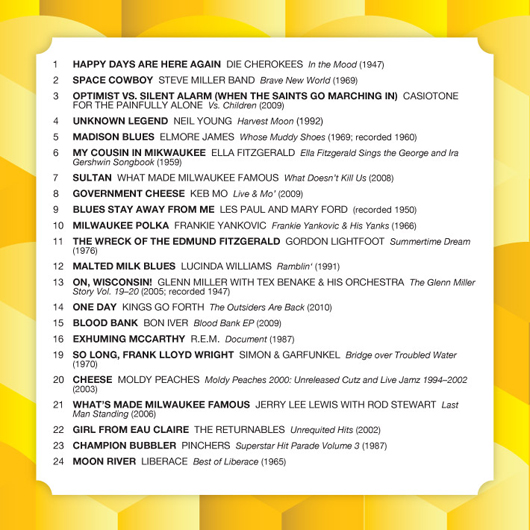 1 HAPPY DAYS ARE HERE AGAIN DIE CHEROKEES In the Mood (1947)
2 SPACE COWBOY STEVE MILLER BAND Brave New World (1969)
3 OPTIMIST VS. SILENT ALARM (WHEN THE SAINTS GO MARCHING IN) CASIOTONE
FOR THE PAINFULLY ALONE Vs. Children (2009)
4 UNKNOWN LEGEND NEIL YOUNG Harvest Moon (1992)
5 MADISON BLUES ELMORE JAMES Whose Muddy Shoes (1969; recorded 1960)
6 MY COUSIN IN MIKWAUKEE ELLA FITZGERALD Ella Fitzgerald Sings the George and Ira
Gershwin Songbook (1959)
7 SULTAN WHAT MADE MILWAUKEE FAMOUS What Doesn't Kill Us (2008)
8 GOVERNMENT CHEESE KEB MO Live & Mo' (2009)
9 BLUES STAY AWAY FROM ME LES PAUL AND MARY FORD (recorded 1950)
10 MILWAUKEE POLKA FRANKIE YANKOVIC Frankie Yankovic & His Yanks (1966)
11 THE WRECK OF THE EDMUND FITZGERALD GORDON LIGHTFOOT Summertime Dream
(1976)
12 MALTED MILK BLUES LUCINDA WILLIAMS Ramblin' (1991)
13 ON, WISCONSIN! GLENN MILLER WITH TEX BENAKE & HIS ORCHESTRA The Glenn Miller
Story Vol. 19–20 (2005; recorded 1947)
14 ONE DAY KINGS GO FORTH The Outsiders Are Back (2010)
15 BLOOD BANK BON IVER Blood Bank EP (2009)
16 EXHUMING MCCARTHY R.E.M. Document (1987)
19 SO LONG, FRANK LLOYD WRIGHT SIMON & GARFUNKEL Bridge over Troubled Water
(1970)
20 CHEESE MOLDY PEACHES Moldy Peaches 2000: Unreleased Cutz and Live Jamz 1994–2002
(2003)
21 WHAT'S MADE MILWAUKEE FAMOUS JERRY LEE LEWIS WITH ROD STEWART Last
Man Standing (2006)
22 GIRL FROM EAU CLAIRE THE RETURNABLES Unrequited Hits (2002)
23 CHAMPION BUBBLER PINCHERS Superstar Hit Parade Volume 3 (1987)
24 MOON RIVER LIBERACE Best of Liberace (1965)